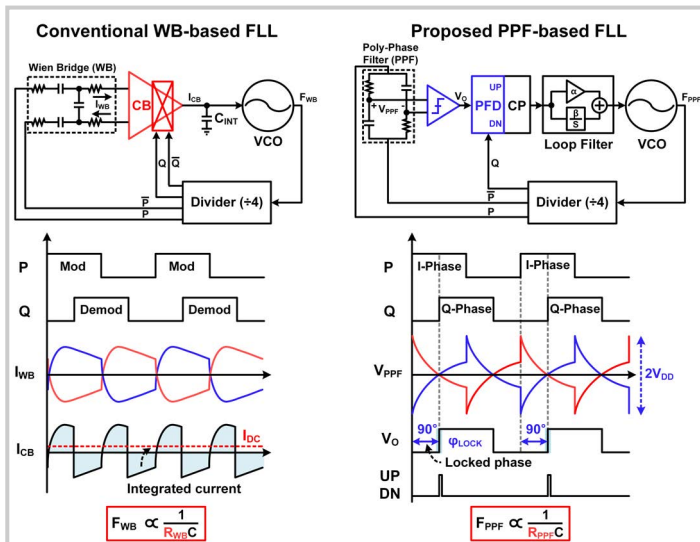 Conventional WB-based FLL
Wien Bridge (WB)
I_WB
CB
I_CB
C_INT
F_WB
VCO
Q
Q̅
P̅
P
Divider (÷4)
P
Mod
Mod
Q
Demod
Demod
I_WB
I_CB
I_DC
Integrated current
F_WB ∝ 1
R_WBC
Proposed PPF-based FLL
Poly-Phase
Filter (PPF)
+ V_PPF -
V_O
UP
PFD
DN
CP
α
β
S
Loop Filter
F_PPF
VCO
Q
P̅
P
Divider (÷4)
P
I-Phase
I-Phase
Q
Q-Phase
Q-Phase
V_PPF
2V_DD
V_O
90°
φ_LOCK
90°
Locked phase
UP
DN
F_PPF ∝ 1
R_PPFC